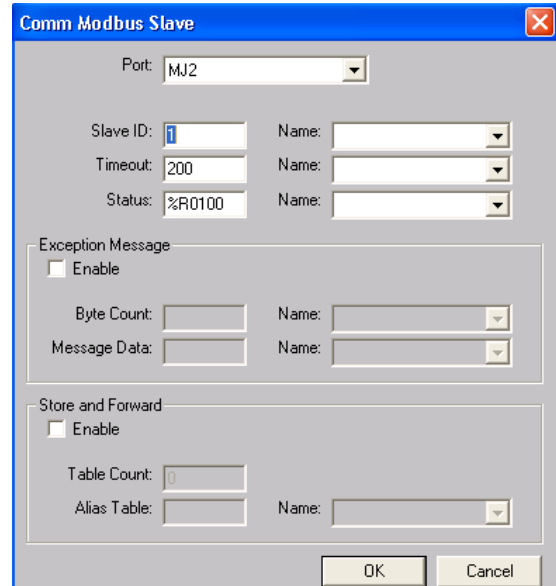 Comm Modbus Slave
Port: MJ2
Slave ID: 1 Name:
Timeout: 200 Name:
Status: %R0100 Name:
Exception Message
Enable
Byte Count: Name:
Message Data: Name:
Store and Forward
Enable
Table Count: 0
Alias Table: Name:
OK Cancel